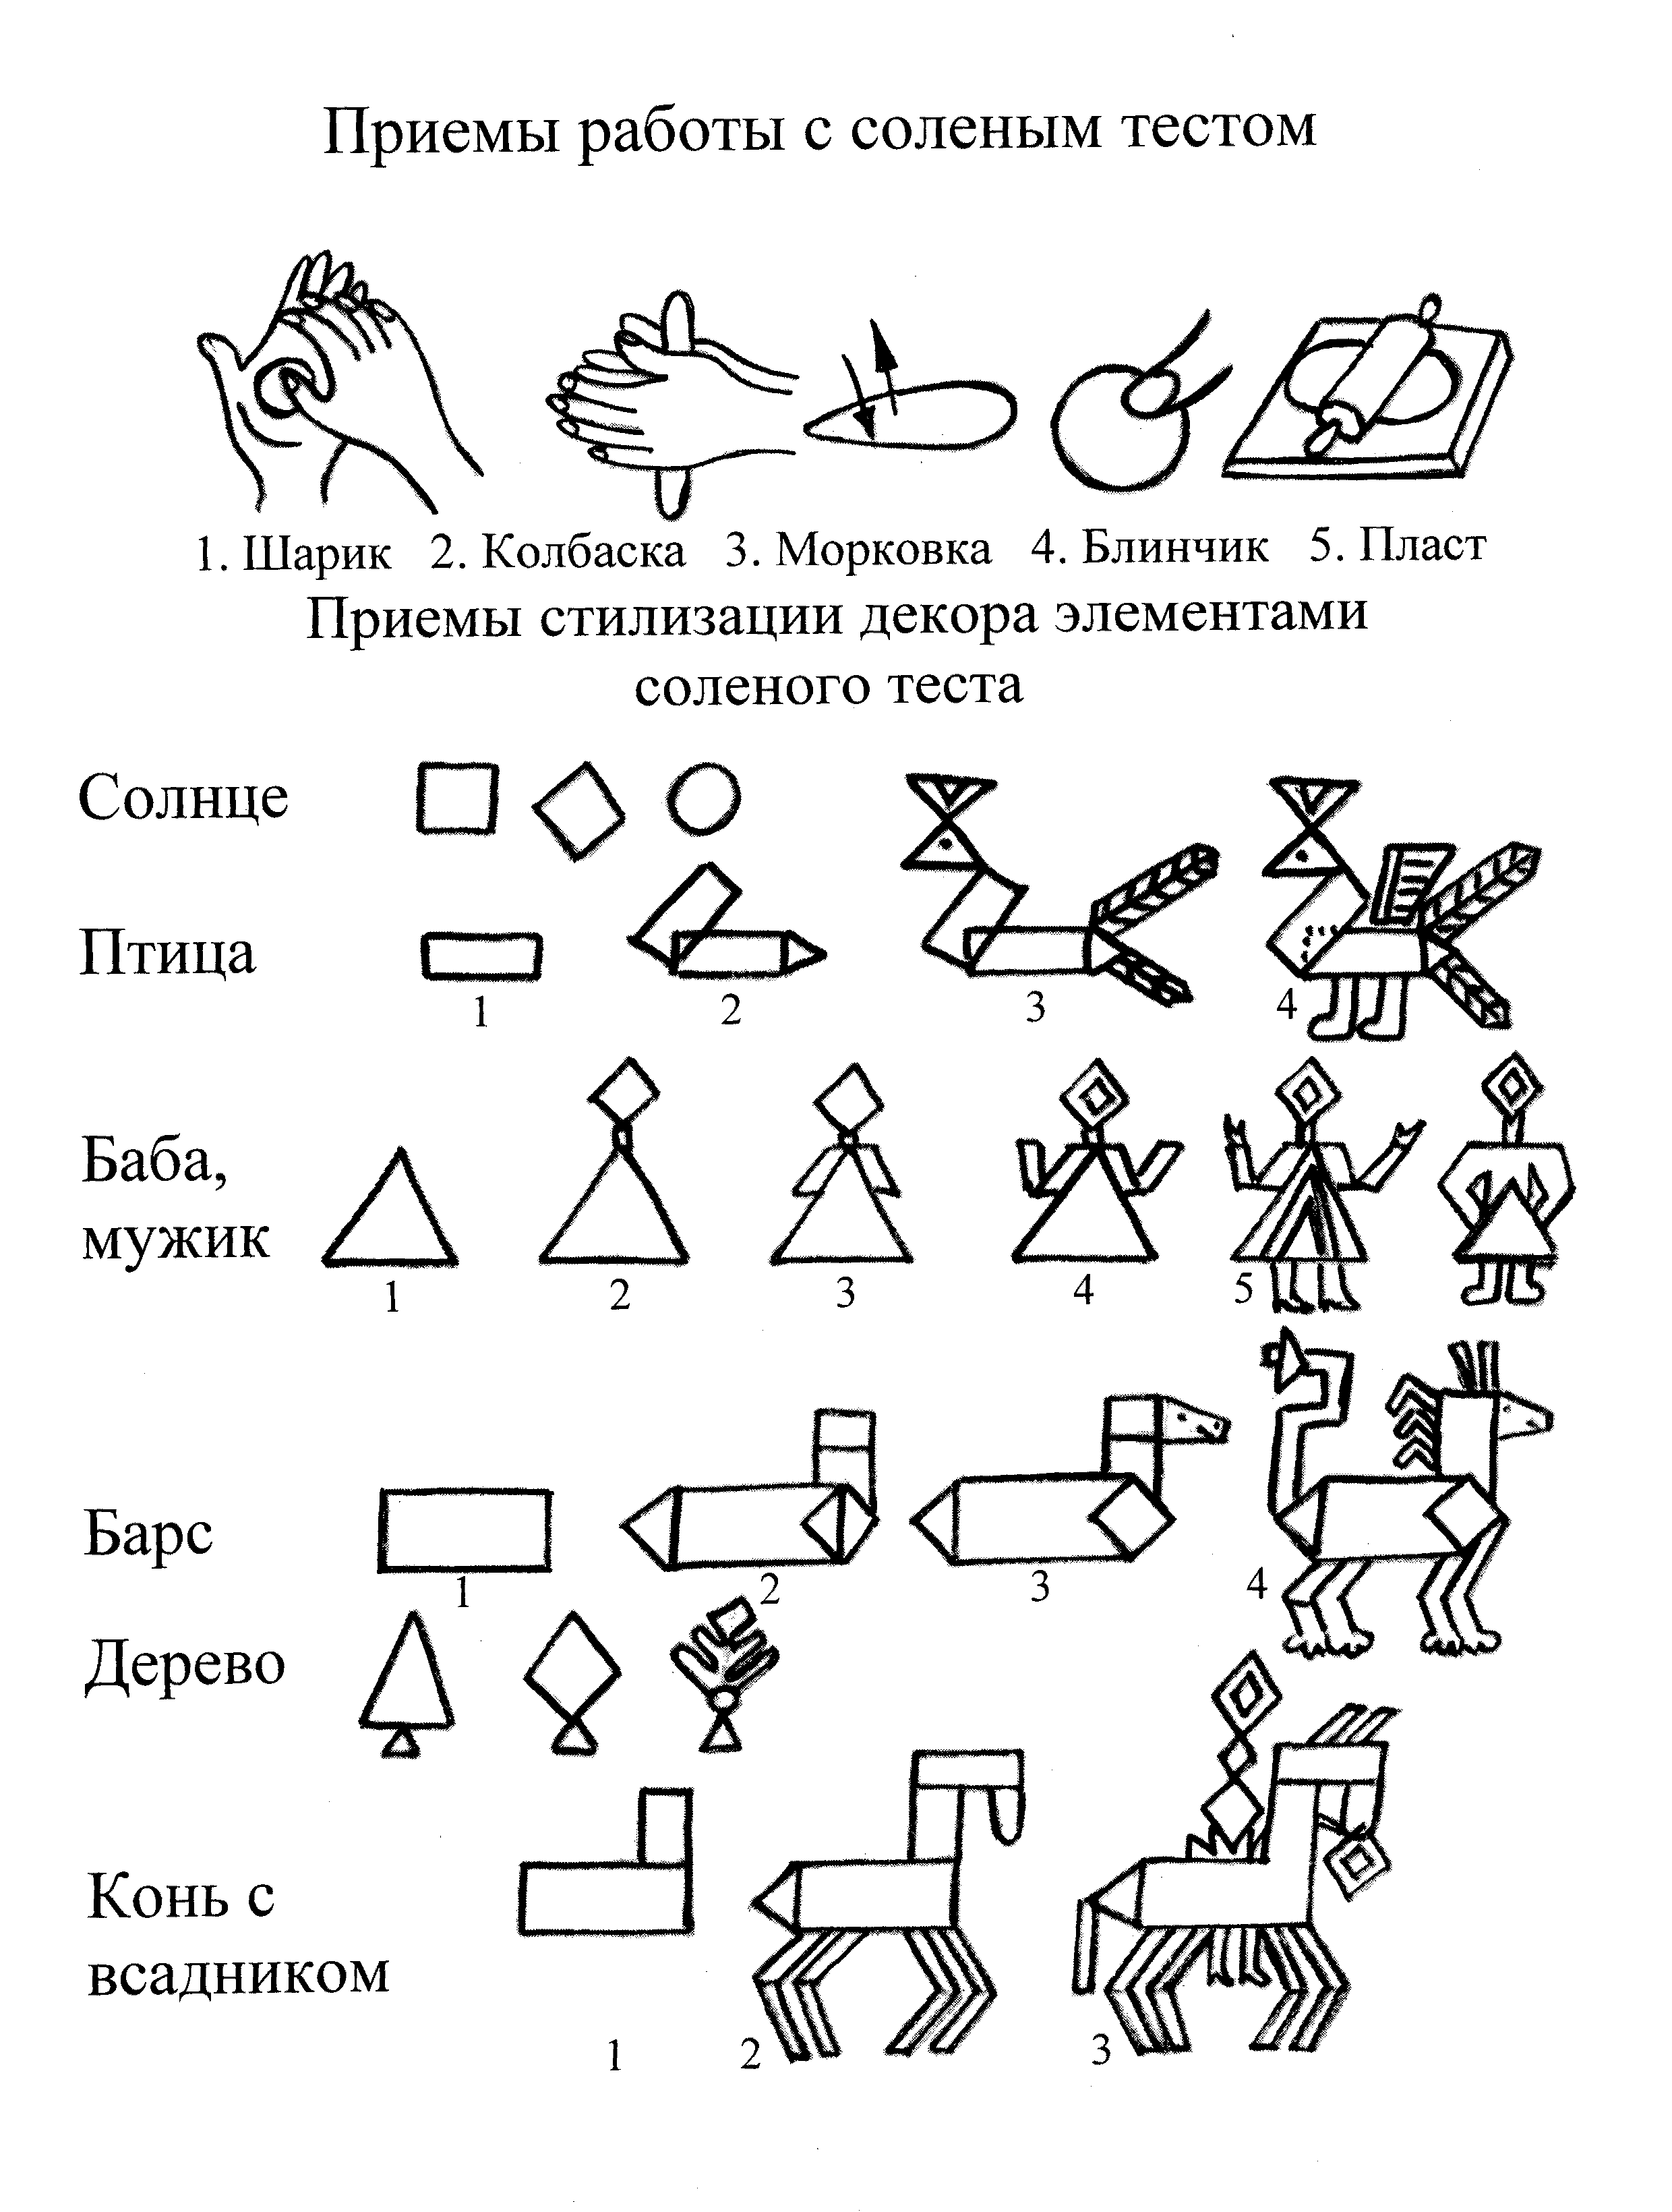 Приемы работы с соленым тестом
1. Шарик 2. Колбаска 3. Морковка 4. Блинчик 5. Пласт
Приемы стилизации декора элементами
соленого теста
Солнце
Птица
1 2 3 4
Баба,
мужик
1 2 3 4 5
Барс
1 2 3 4
Дерево
Конь с
всадником
1 2 3